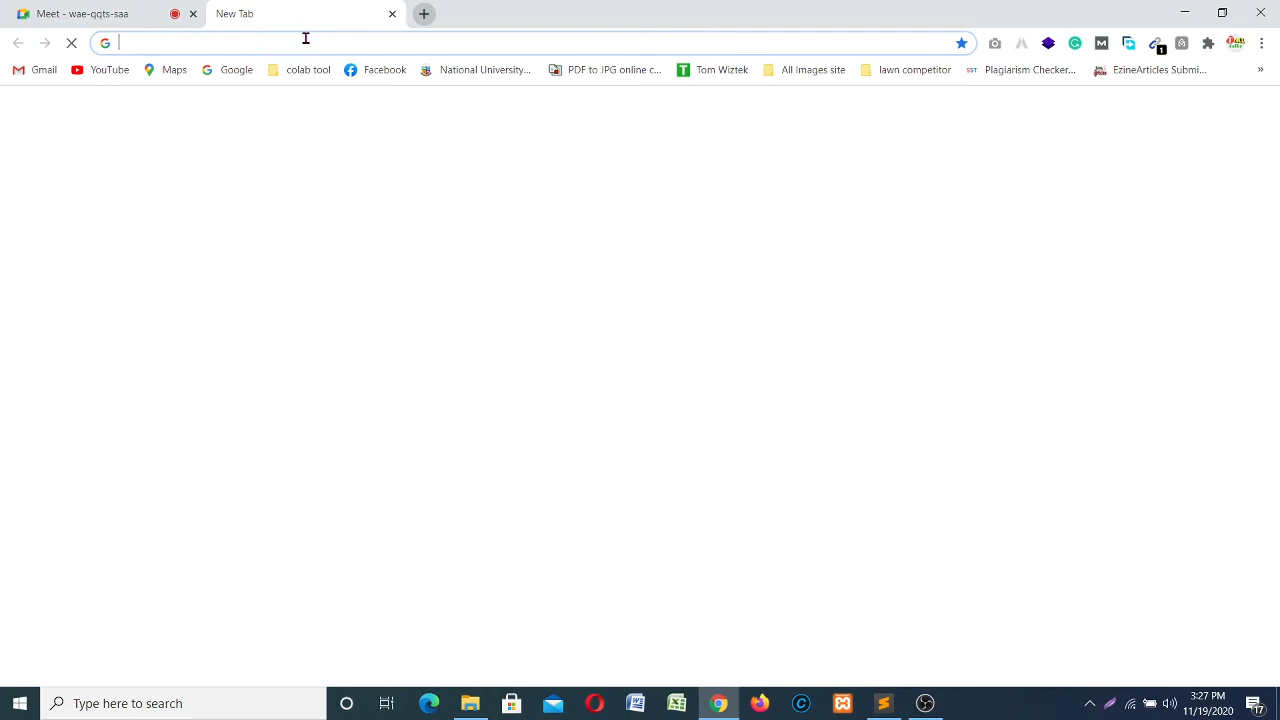 Meet - wae-qqts-saa
New Tab
Gmail YouTube Maps Google colab tool Facebook National University... PDF to JPG online c... Tom Wiztek All Images site lawn competitor SST Plagiarism Checker... EzineArticles Submi... »
Type here to search
3:27 PM
11/19/2020
17